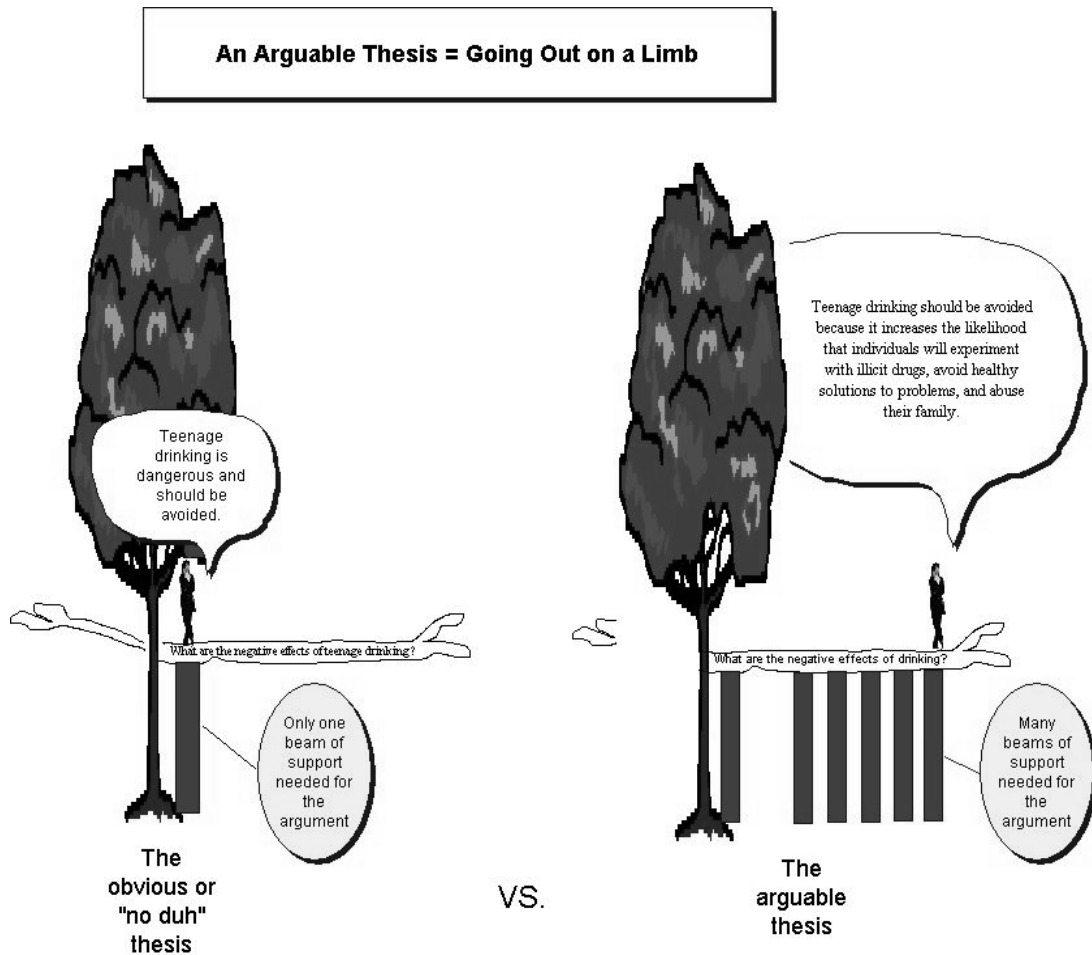 An Arguable Thesis = Going Out on a Limb
Teenage
drinking is
dangerous and
should be
avoided.
What are the negative effects of teenage drinking?
Only one
beam of
support
needed for
the
argument
The
obvious or
"no duh"
thesis
VS.
Teenage drinking should be avoided
because it increases the likelihood
that individuals will experiment
with illicit drugs, avoid healthy
solutions to problems, and abuse
their family.
What are the negative effects of drinking?
Many
beams of
support
needed for
the
argument
The
arguable
thesis